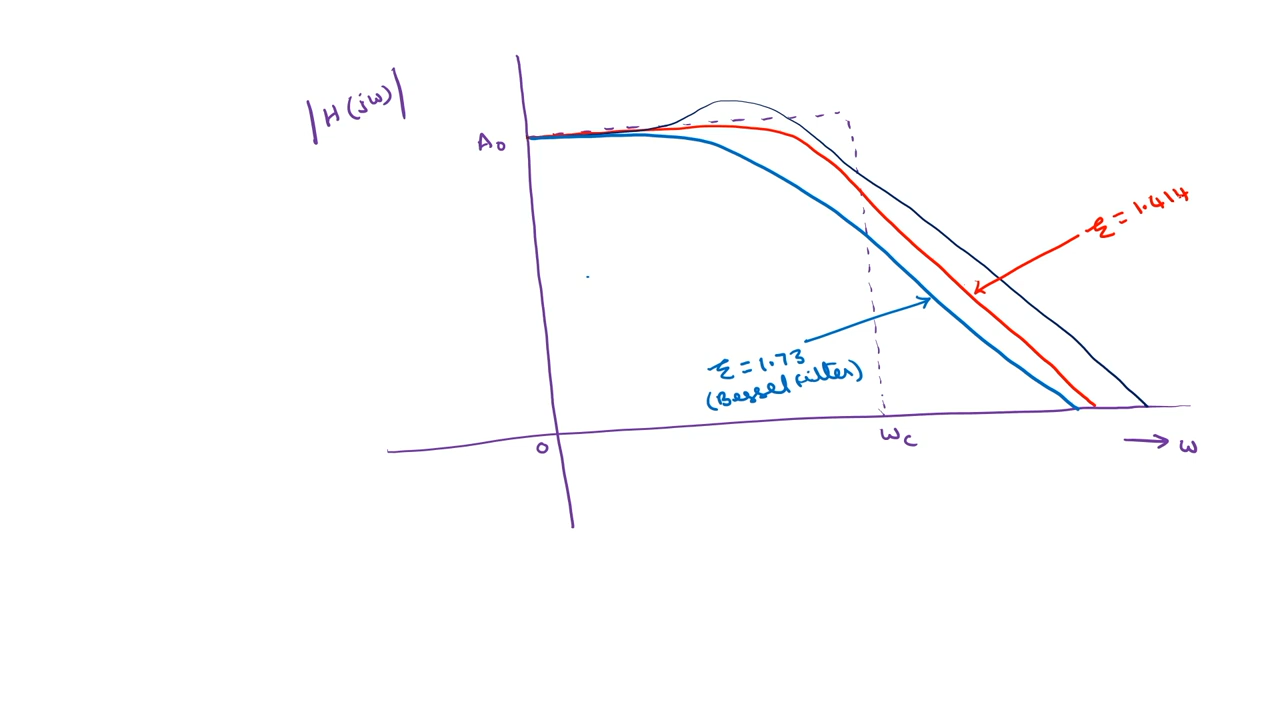 |H(jω)|
A₀
ξ = 1.414
ξ = 1.73
(Bessel Filter)
0
ωc
→ ω